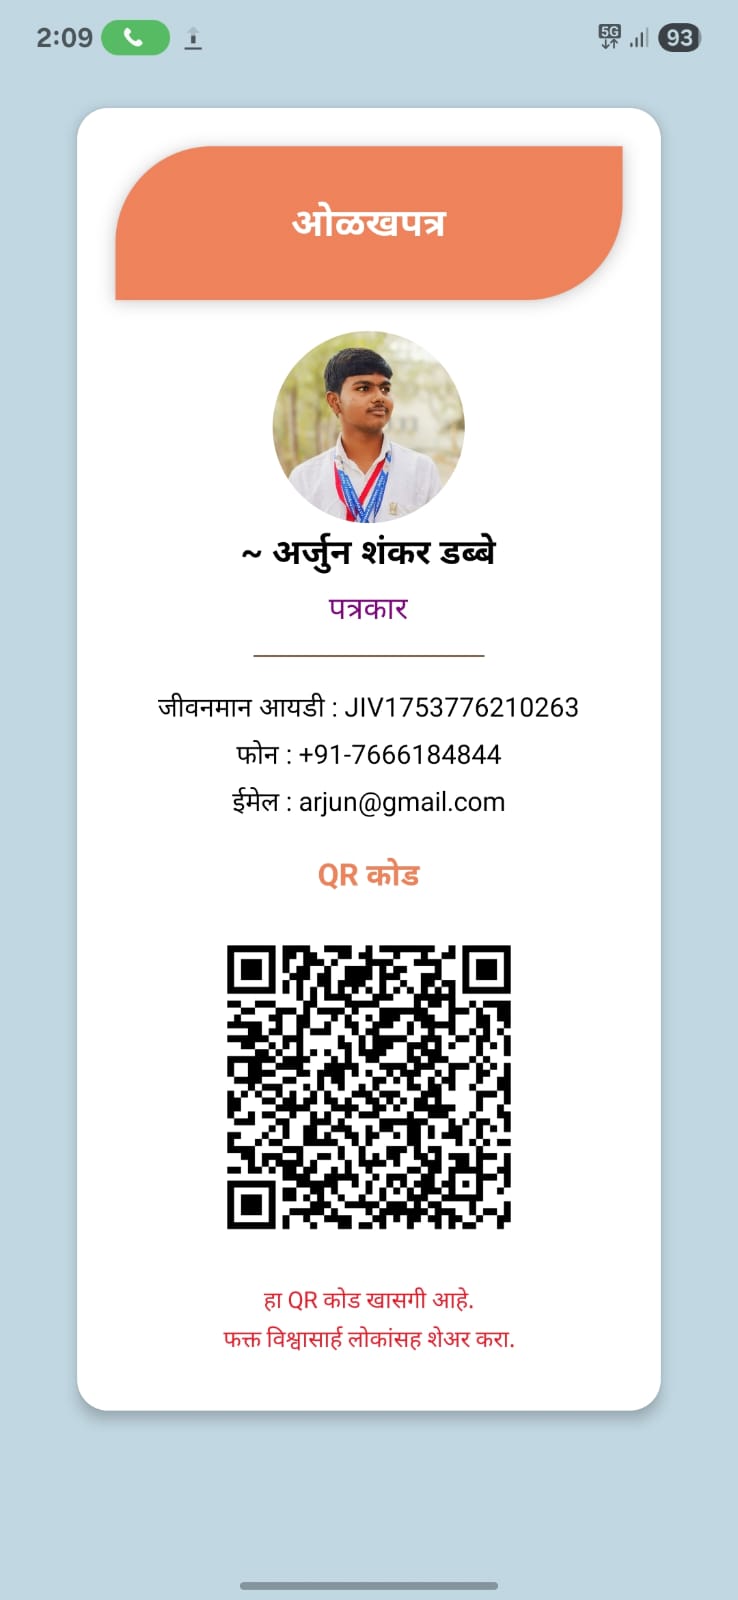 2:09
5G
93
ओळखपत्र
~ अर्जुन शंकर डब्बे
पत्रकार
जीवनमान आयडी : JIV1753776210263
फोन : +91-7666184844
ईमेल : arjun@gmail.com
QR कोड
हा QR कोड खासगी आहे.
फक्त विश्वासार्ह लोकांसह शेअर करा.